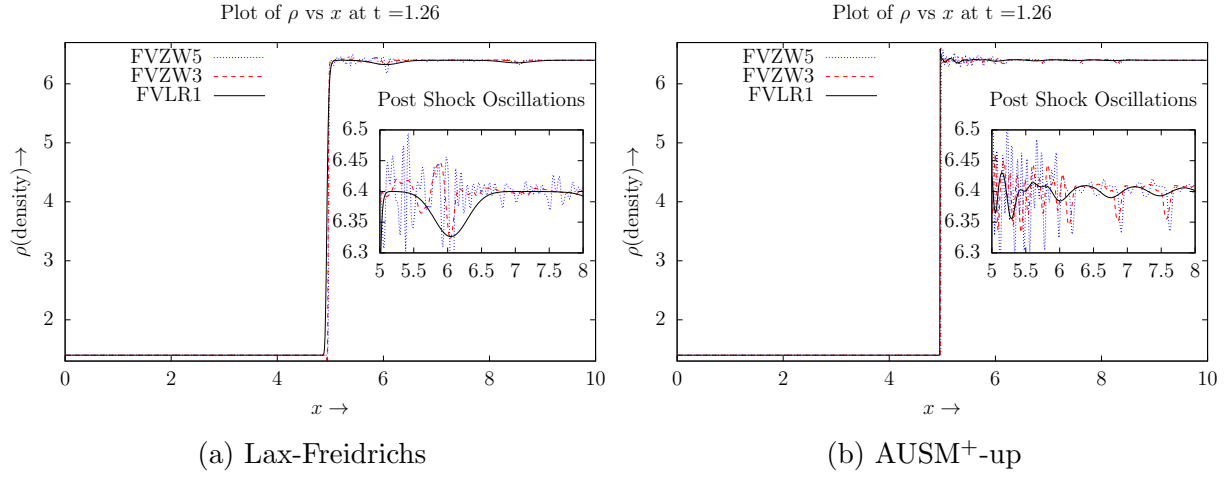 Plot of ρ vs x at t =1.26
FVZW5
FVZW3
FVLR1
Post Shock Oscillations
6.5
6.45
6.4
6.35
6.3
5 5.5 6 6.5 7 7.5 8
ρ(density)→
6
5
4
3
2
0 2 4 6 8 10
x →
(a) Lax-Freidrichs
Plot of ρ vs x at t =1.26
FVZW5
FVZW3
FVLR1
Post Shock Oscillations
6.5
6.45
6.4
6.35
6.3
5 5.5 6 6.5 7 7.5 8
ρ(density)→
6
5
4
3
2
0 2 4 6 8 10
x →
(b) AUSM⁺-up